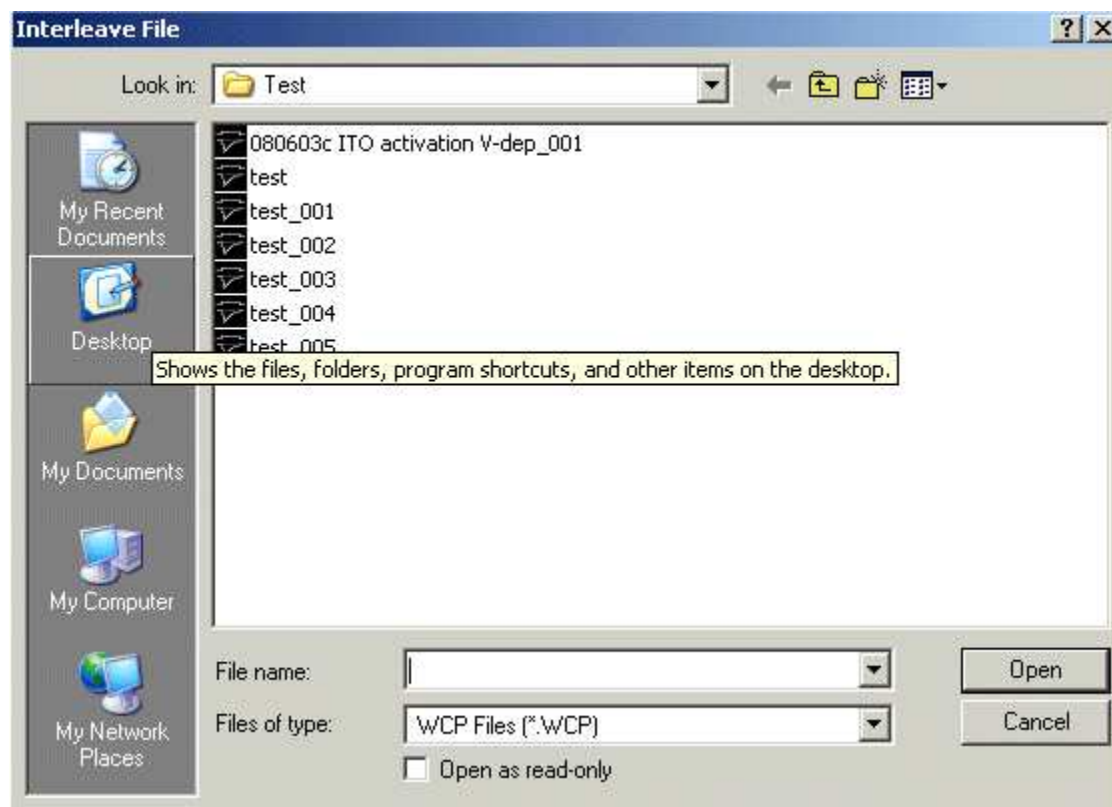 Interleave File
Look in:
Test
080603c ITO activation V-dep_001
test
test_001
test_002
test_003
test_004
test_005
My Recent
Documents
Desktop
Shows the files, folders, program shortcuts, and other items on the desktop.
My Documents
My Computer
My Network
Places
File name:
Open
Files of type:
WCP Files (*.WCP)
Cancel
Open as read-only